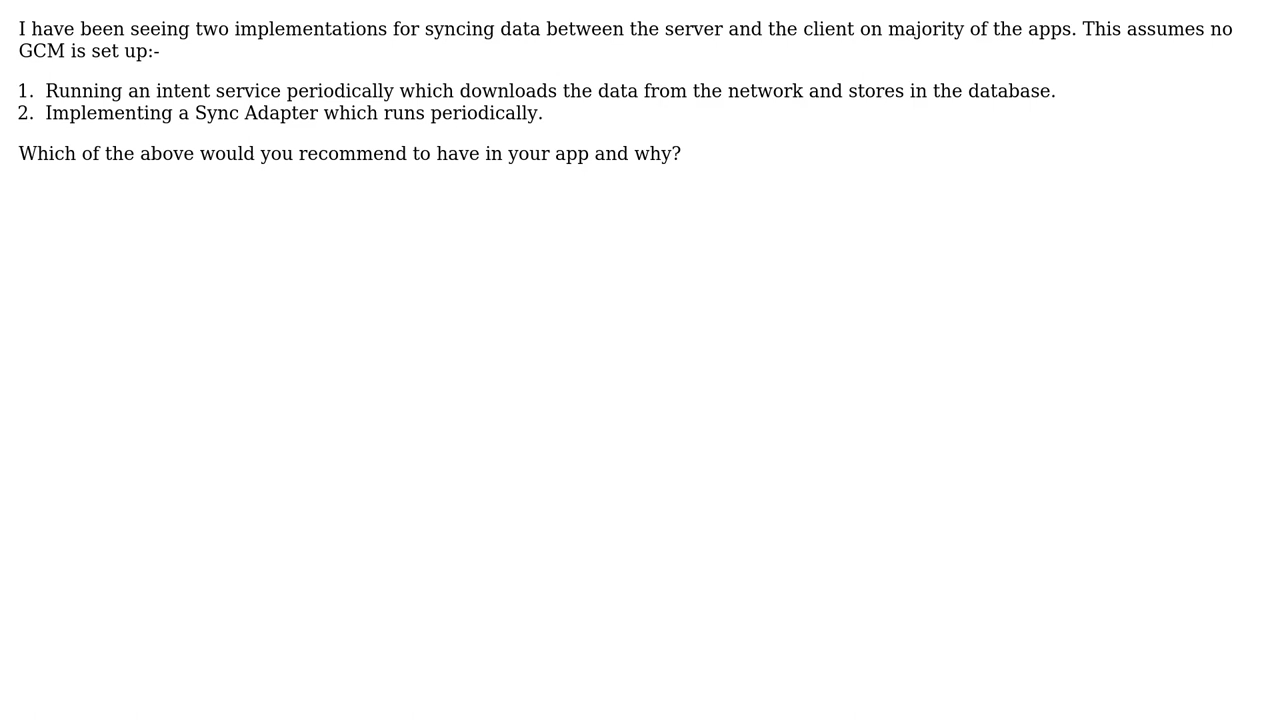 I have been seeing two implementations for syncing data between the server and the client on majority of the apps. This assumes no
GCM is set up:-
1. Running an intent service periodically which downloads the data from the network and stores in the database.
2. Implementing a Sync Adapter which runs periodically.
Which of the above would you recommend to have in your app and why?